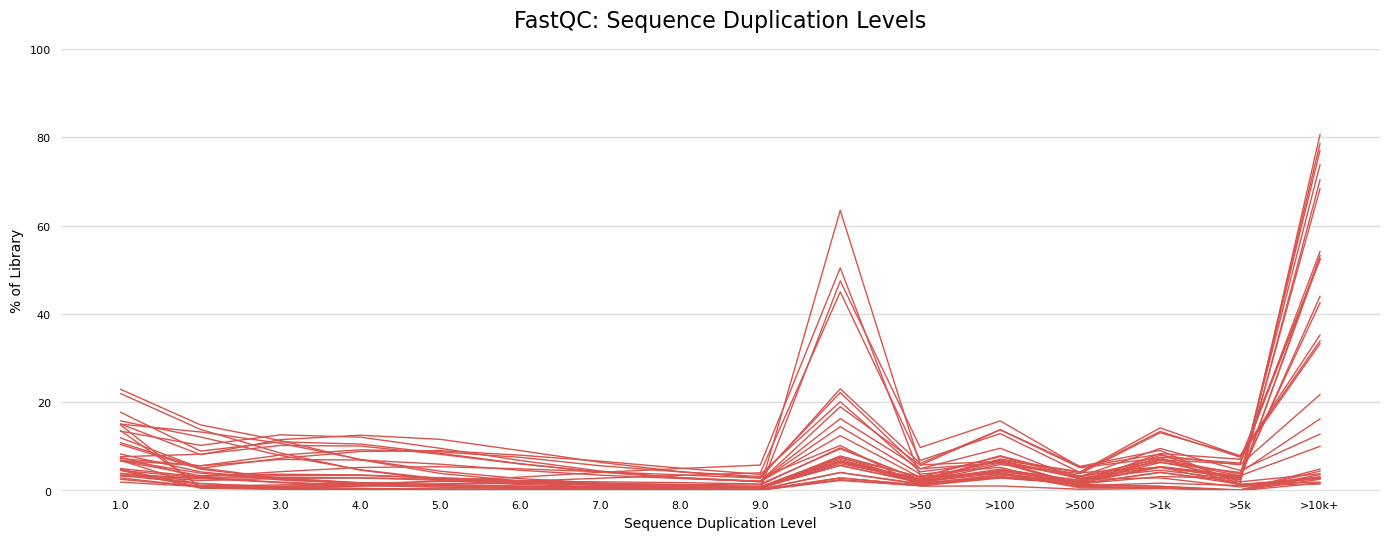 FastQC: Sequence Duplication Levels
100
80
60
40
20
0
% of Library
1.0 2.0 3.0 4.0 5.0 6.0 7.0 8.0 9.0 >10 >50 >100 >500 >1k >5k >10k+
Sequence Duplication Level